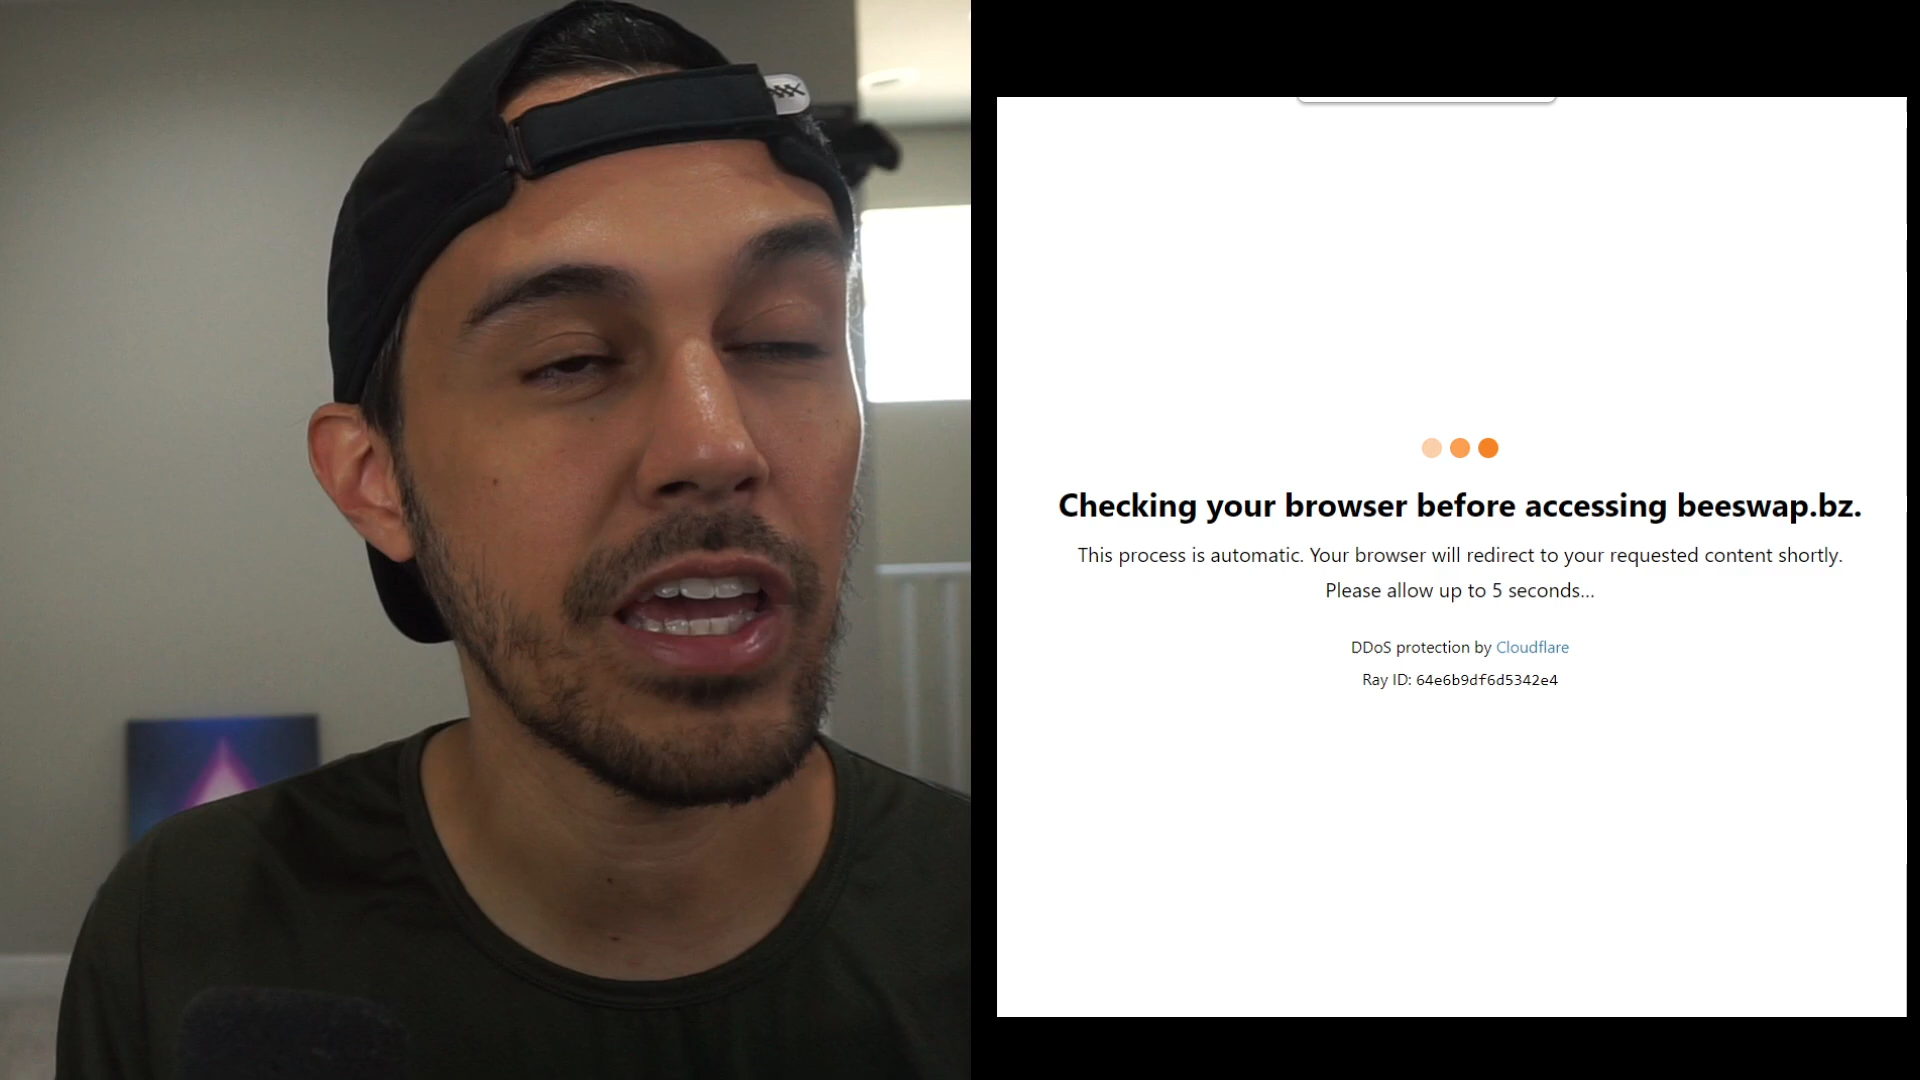 Checking your browser before accessing beeswap.bz.
This process is automatic. Your browser will redirect to your requested content shortly.
Please allow up to 5 seconds...
DDoS protection by Cloudflare
Ray ID: 64e6b9df6d5342e4